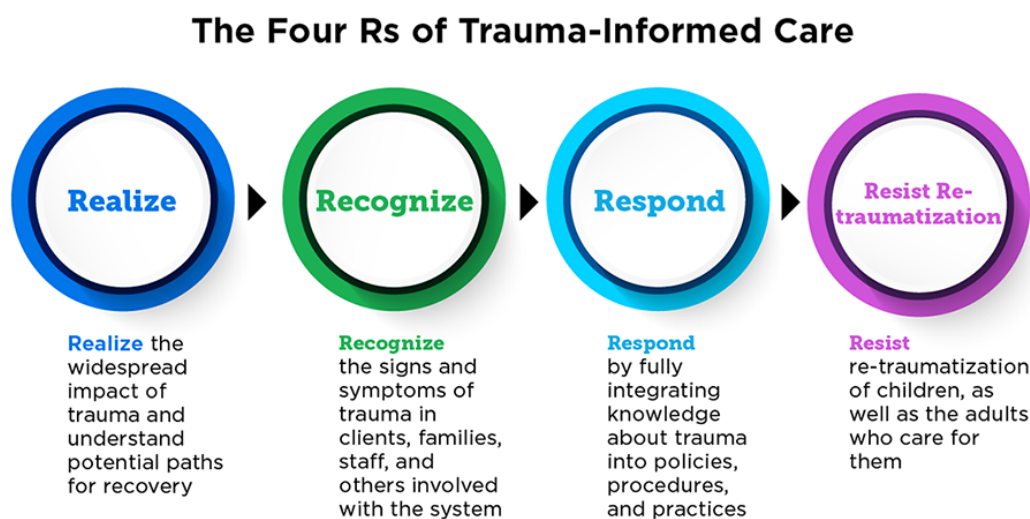 The Four Rs of Trauma-Informed Care
Realize
Recognize
Respond
Resist Re-
traumatization
Realize the
widespread
impact of
trauma and
understand
potential paths
for recovery
Recognize
the signs and
symptoms of
trauma in
clients, families,
staff, and
others involved
with the system
Respond
by fully
integrating
knowledge
about trauma
into policies,
procedures,
and practices
Resist
re-traumatization
of children, as
well as the adults
who care for
them